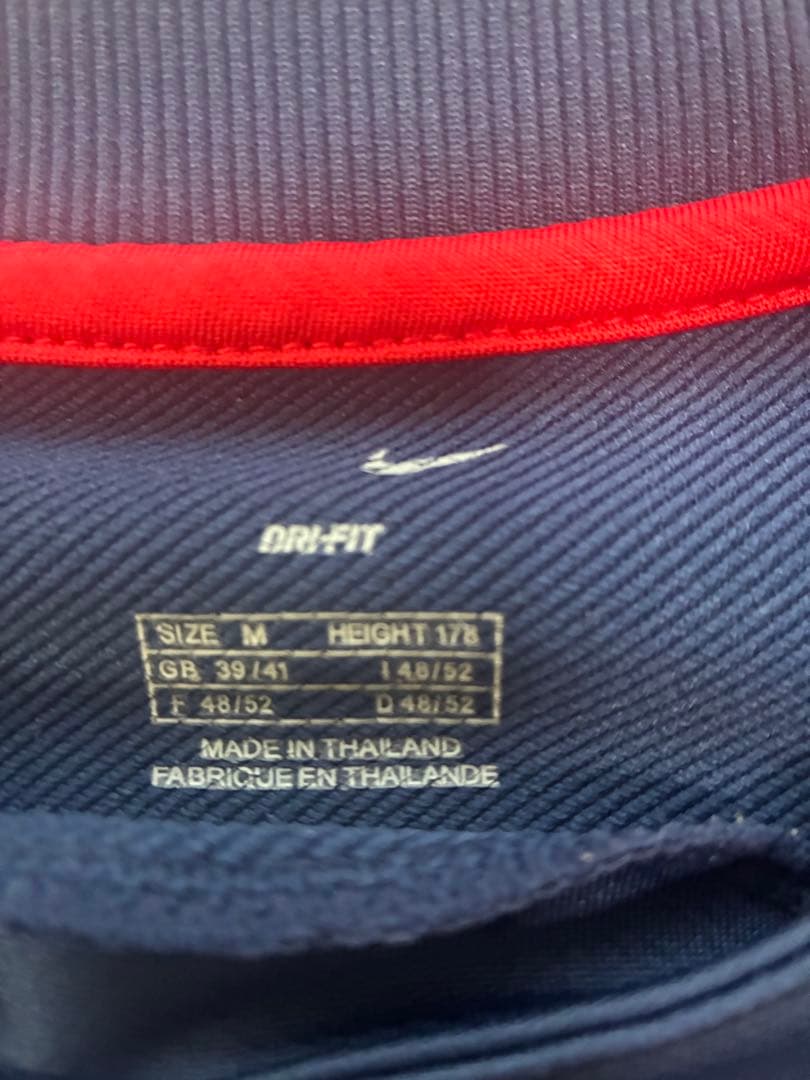 DRI-FIT
SIZE M HEIGHT 178
GB 39/41 I 48/52
F 48/52 D 48/52
MADE IN THAILAND
FABRIQUE EN THAILANDE